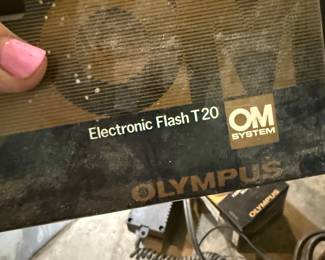 Electronic Flash T20
OM
SYSTEM
OLYMPUS
OLYMPUS